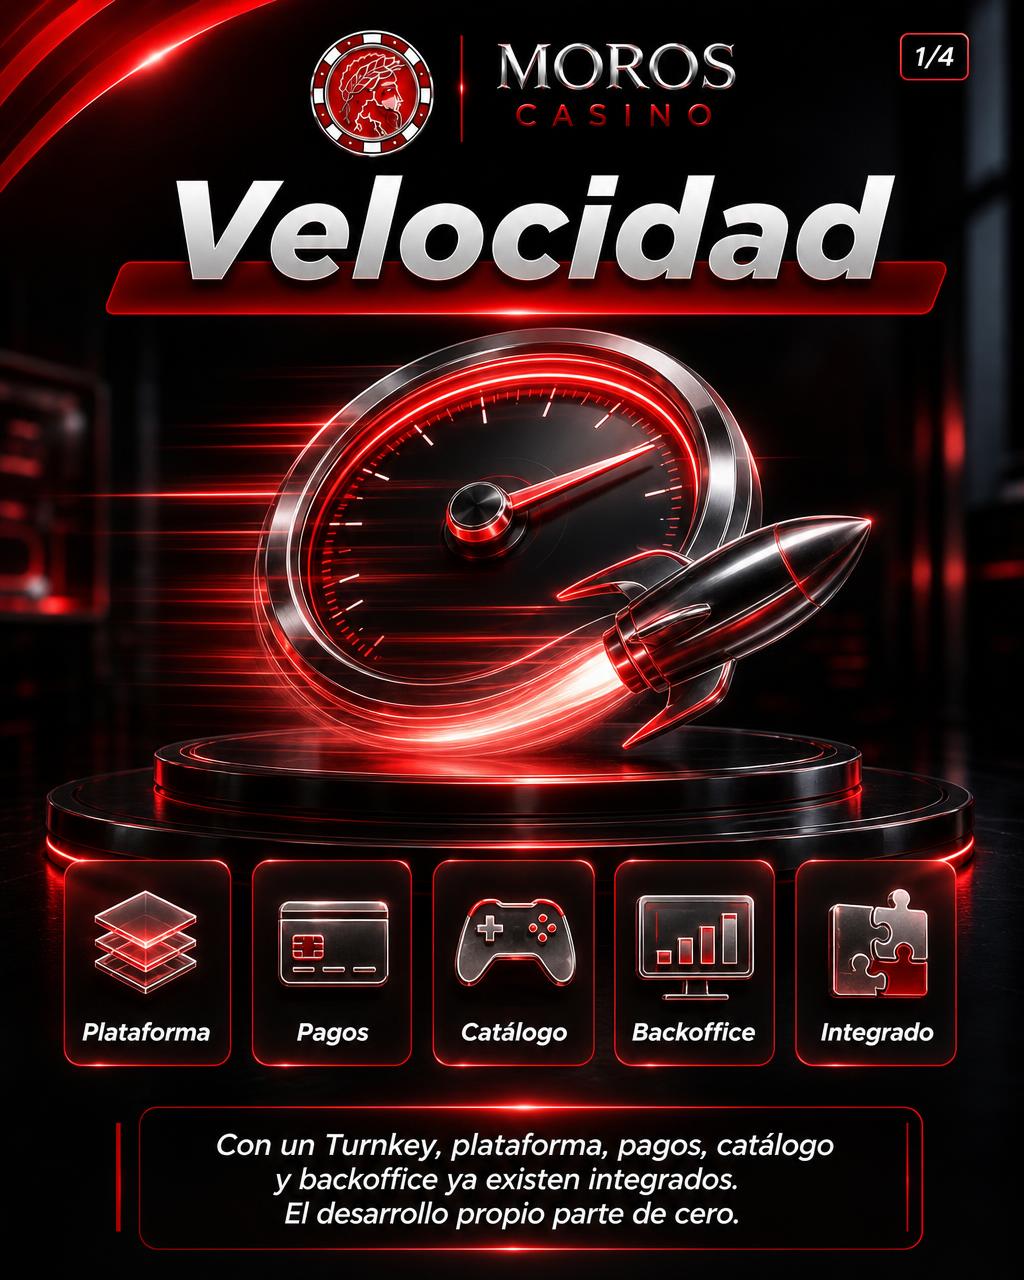 MOROS
CASINO
1/4
Velocidad
Plataforma
Pagos
Catálogo
Backoffice
Integrado
Con un Turnkey, plataforma, pagos, catálogo
y backoffice ya existen integrados.
El desarrollo propio parte de cero.